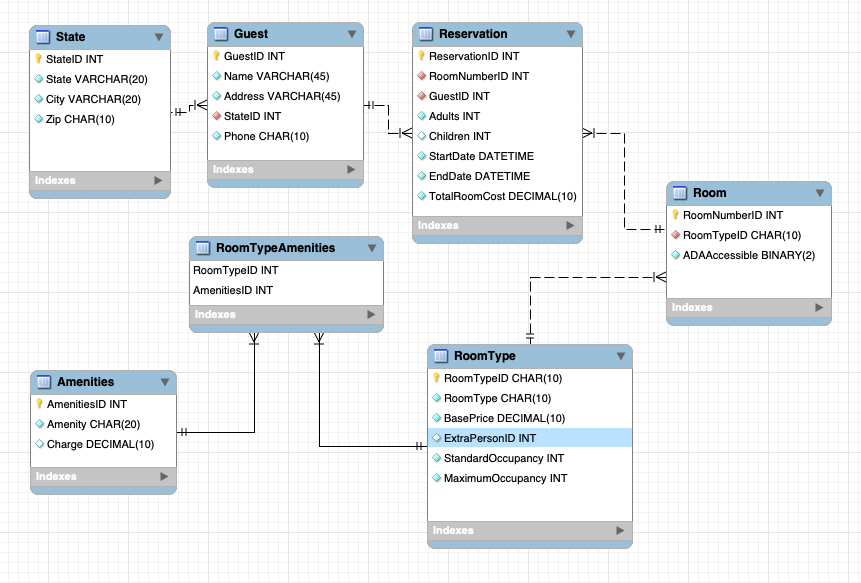 State
StateID INT
State VARCHAR(20)
City VARCHAR(20)
Zip CHAR(10)
Indexes
Guest
GuestID INT
Name VARCHAR(45)
Address VARCHAR(45)
StateID INT
Phone CHAR(10)
Indexes
Reservation
ReservationID INT
RoomNumberID INT
GuestID INT
Adults INT
Children INT
StartDate DATETIME
EndDate DATETIME
TotalRoomCost DECIMAL(10)
Indexes
Room
RoomNumberID INT
RoomTypeID CHAR(10)
ADAAccessible BINARY(2)
Indexes
RoomTypeAmenities
RoomTypeID INT
AmenitiesID INT
Indexes
Amenities
AmenitiesID INT
Amenity CHAR(20)
Charge DECIMAL(10)
Indexes
RoomType
RoomTypeID CHAR(10)
RoomType CHAR(10)
BasePrice DECIMAL(10)
ExtraPersonID INT
StandardOccupancy INT
MaximumOccupancy INT
Indexes